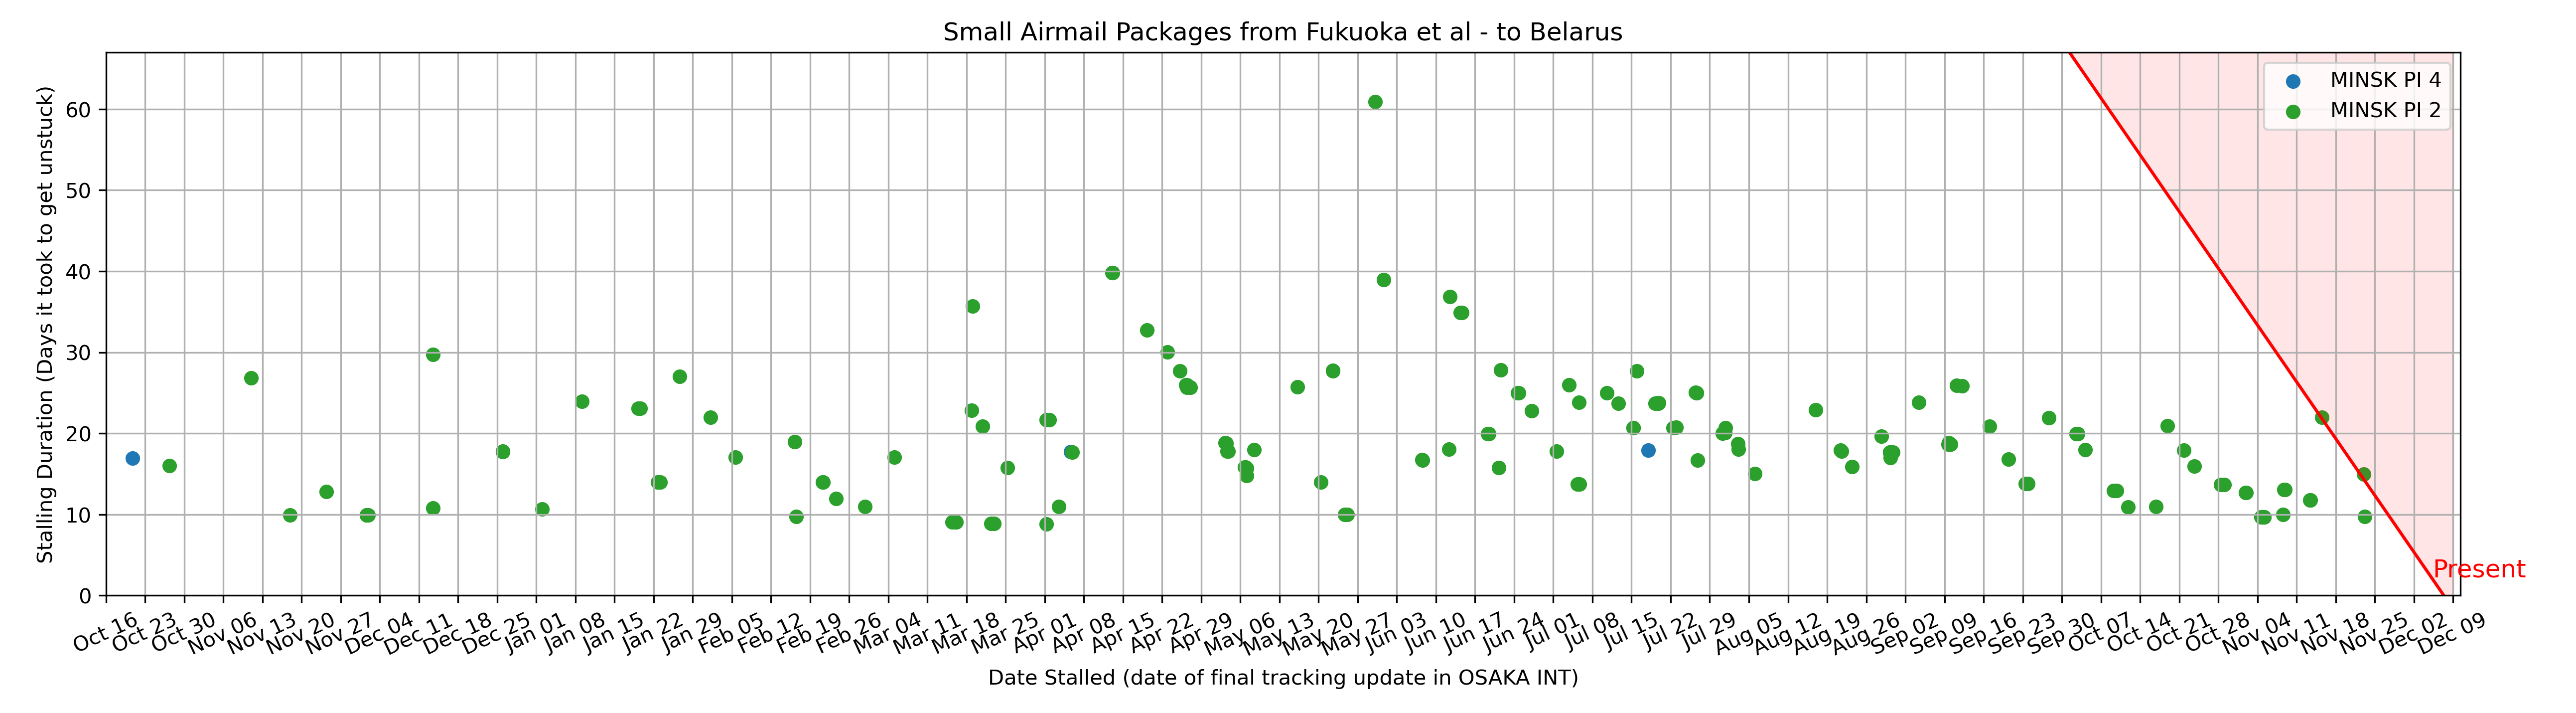 Small Airmail Packages from Fukuoka et al - to Belarus
MINSK PI 4
MINSK PI 2
Stalling Duration (Days it took to get unstuck)
60
50
40
30
20
10
0
Present
Oct 16 Oct 23 Oct 30 Nov 06 Nov 13 Nov 20 Nov 27 Dec 04 Dec 11 Dec 18 Dec 25 Jan 01 Jan 08 Jan 15 Jan 22 Jan 29 Feb 05 Feb 12 Feb 19 Feb 26 Mar 04 Mar 11 Mar 18 Mar 25 Apr 01 Apr 08 Apr 15 Apr 22 Apr 29 May 06 May 13 May 20 May 27 Jun 03 Jun 10 Jun 17 Jun 24 Jul 01 Jul 08 Jul 15 Jul 22 Jul 29 Aug 05 Aug 12 Aug 19 Aug 26 Sep 02 Sep 09 Sep 16 Sep 23 Sep 30 Oct 07 Oct 14 Oct 21 Oct 28 Nov 04 Nov 11 Nov 18 Nov 25 Dec 02 Dec 09
Date Stalled (date of final tracking update in OSAKA INT)